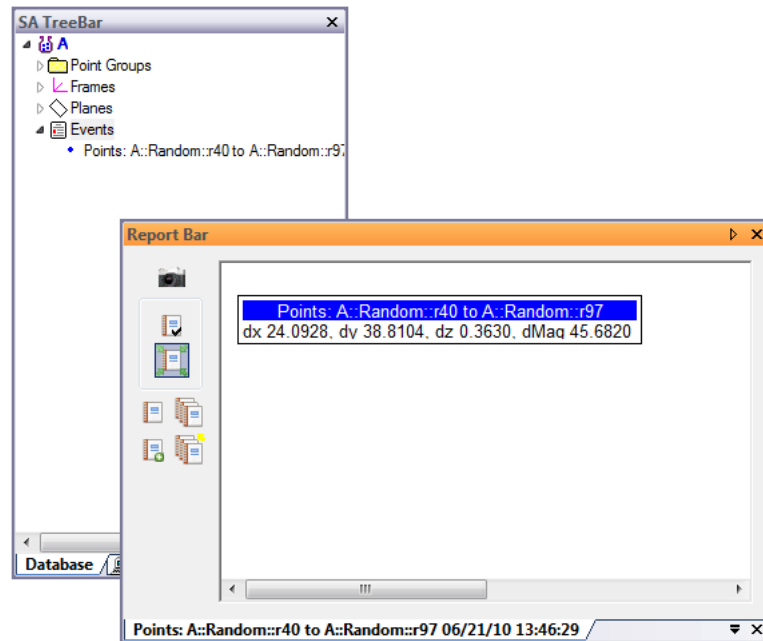 SA TreeBar
A
Point Groups
Frames
Planes
Events
Points: A::Random::r40 to A::Random::r97
Database
Report Bar
Points: A::Random::r40 to A::Random::r97
dx 24.0928, dy 38.8104, dz 0.3630, dMag 45.6820
Points: A::Random::r40 to A::Random::r97 06/21/10 13:46:29